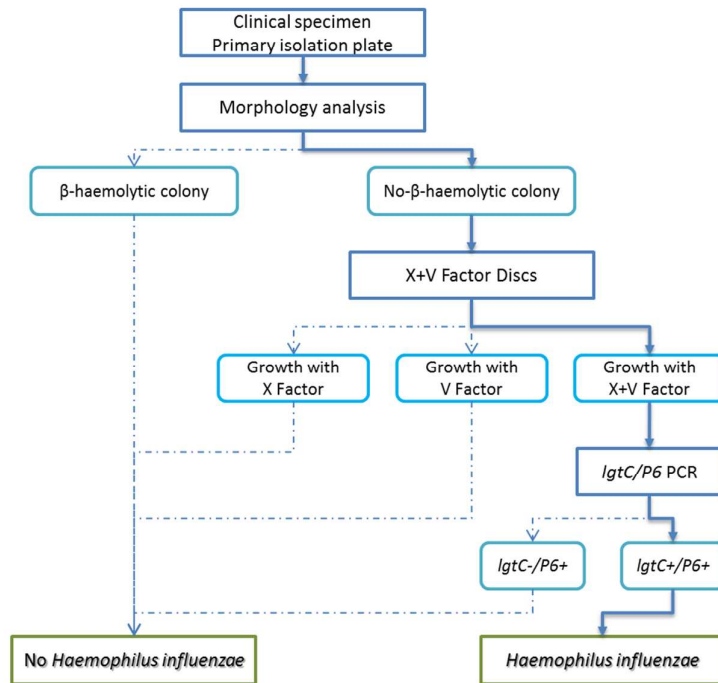 Clinical specimen
Primary isolation plate
Morphology analysis
β-haemolytic colony
No-β-haemolytic colony
X+V Factor Discs
Growth with
X Factor
Growth with
V Factor
Growth with
X+V Factor
lgtC/P6 PCR
lgtC-/P6+
lgtC+/P6+
No Haemophilus influenzae
Haemophilus influenzae